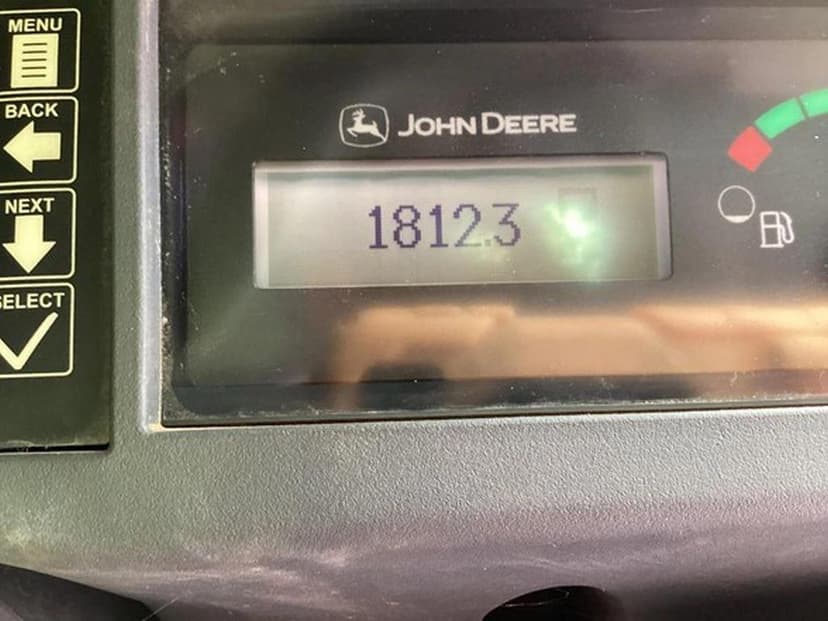 MENU
BACK
NEXT
SELECT
JOHN DEERE
1812.3